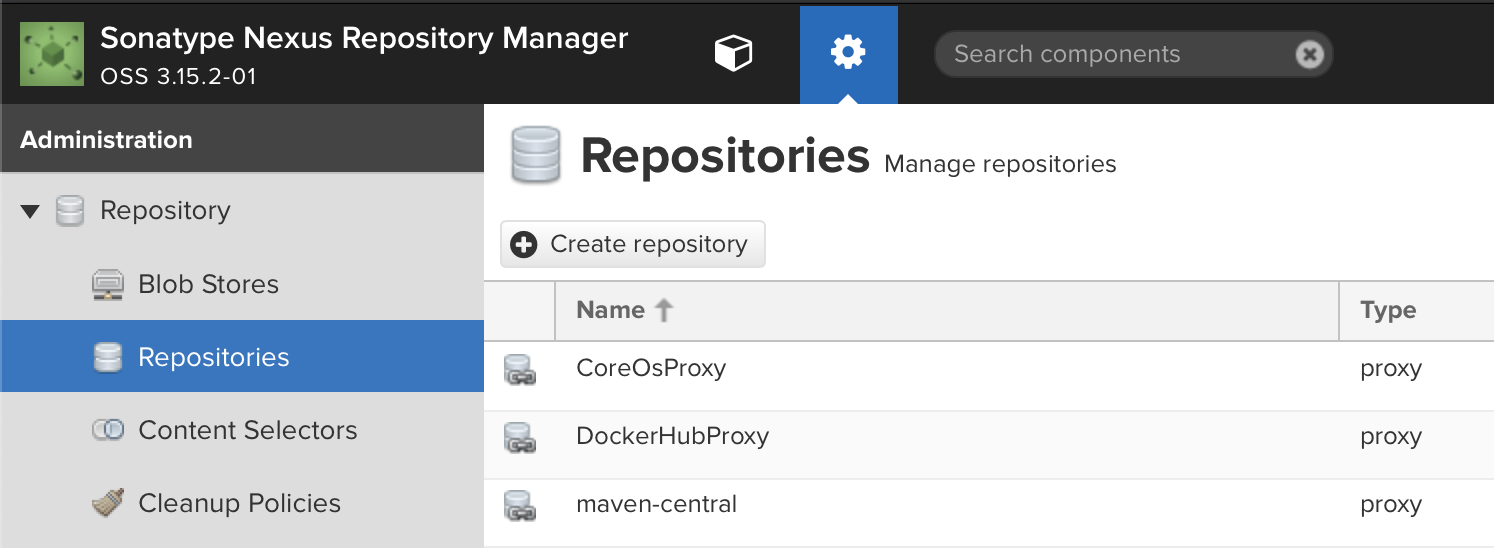 Sonatype Nexus Repository Manager
OSS 3.15.2-01
Search components
Administration
Repository
Blob Stores
Repositories
Content Selectors
Cleanup Policies
Repositories Manage repositories
Create repository
Name Type
CoreOsProxy proxy
DockerHubProxy proxy
maven-central proxy